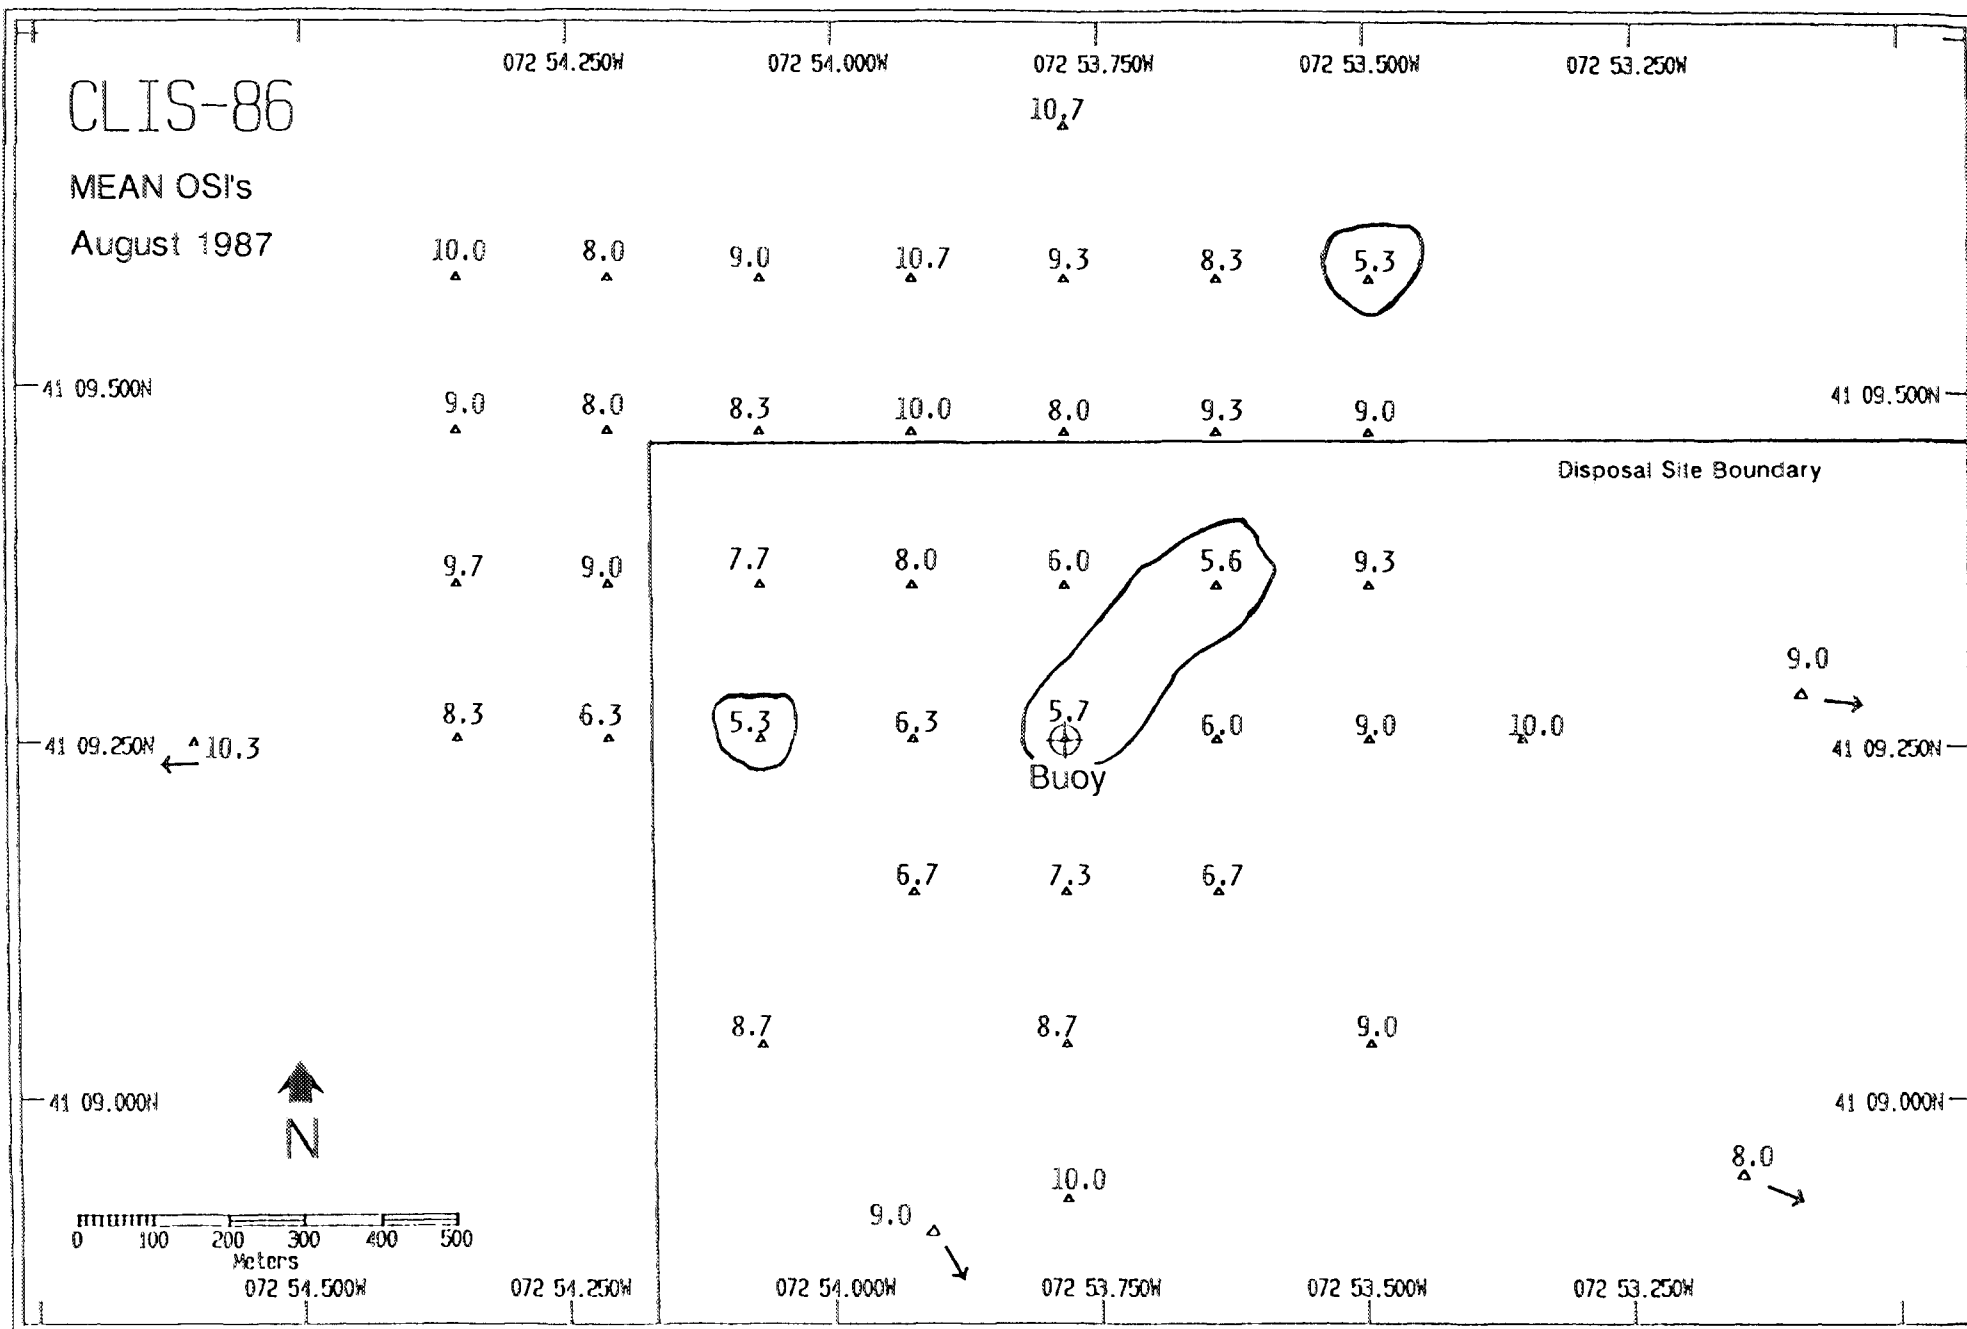 072 54.250W 072 54.000W 072 53.750W 072 53.500W 072 53.250W
CLIS-86
10.7
MEAN OSI's
August 1987
10.0 8.0 9.0 10.7 9.3 8.3 5.3
41 09.500N 41 09.500N
9.0 8.0 8.3 10.0 8.0 9.3 9.0
Disposal Site Boundary
9.7 9.0 7.7 8.0 6.0 5.6 9.3
9.0
8.3 6.3 5.3 6.3 5.7 6.0 9.0 10.0
41 09.250N 10.3 41 09.250N
Buoy
6.7 7.3 6.7
8.7 8.7 9.0
41 09.000N 41 09.000N
N
8.0
10.0
9.0
0 100 200 300 400 500
Meters
072 54.500W 072 54.250W 072 54.000W 072 53.750W 072 53.500W 072 53.250W